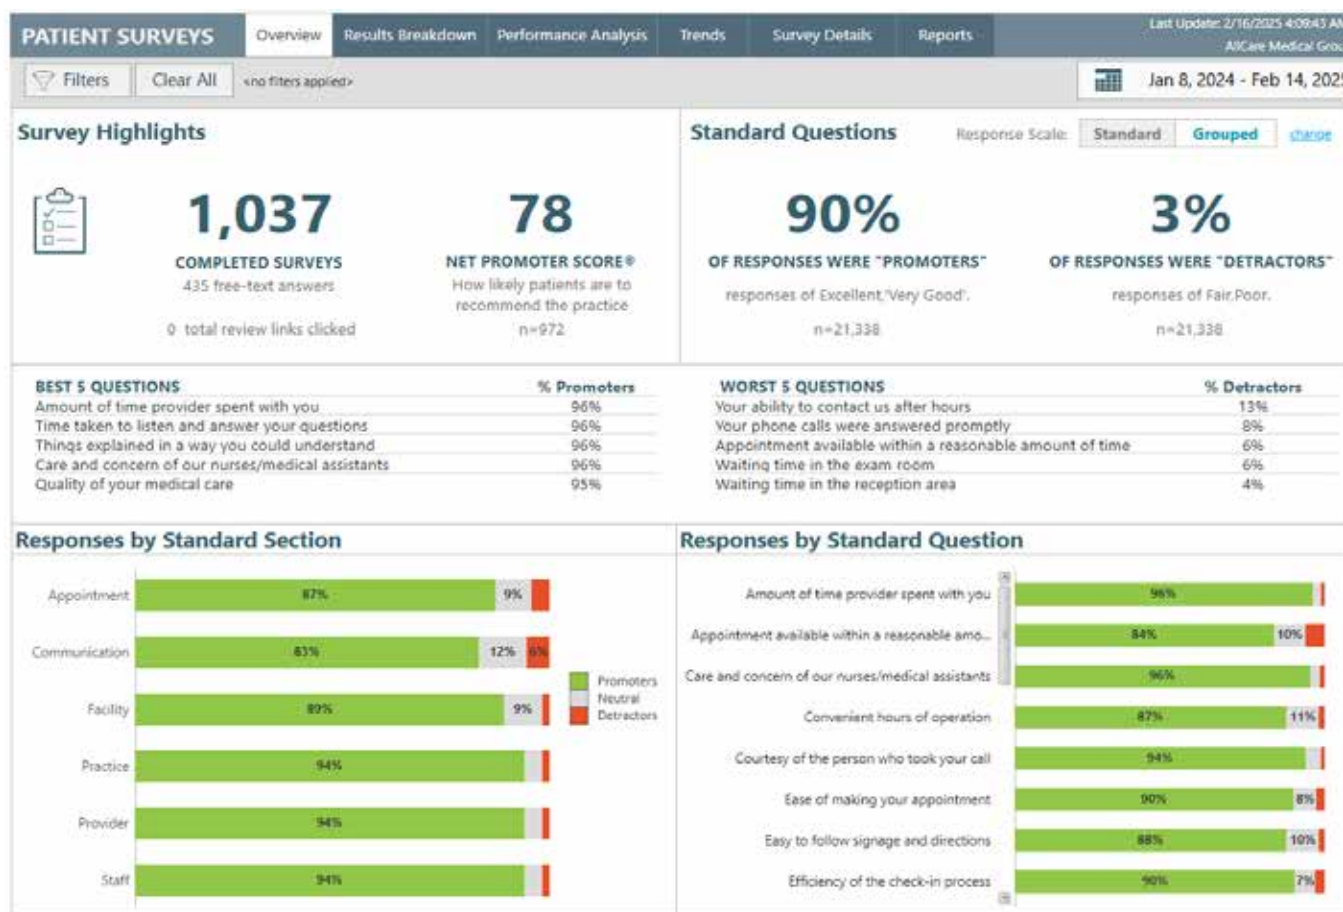 PATIENT SURVEYS Overview Results Breakdown Performance Analysis Trends Survey Details Reports
Last Update: 2/16/2025 4:09:43 AM
AllCare Medical Grou
Filters Clear All <no filters applied> Jan 8, 2024 - Feb 14, 2025
Survey Highlights
1,037
COMPLETED SURVEYS
435 free-text answers
0 total review links clicked
78
NET PROMOTER SCORE®
How likely patients are to
recommend the practice
n=972
Standard Questions Response Scale: Standard Grouped change
90%
OF RESPONSES WERE "PROMOTERS"
responses of Excellent,'Very Good'.
n=21,338
3%
OF RESPONSES WERE "DETRACTORS"
responses of Fair,Poor.
n=21,338
BEST 5 QUESTIONS % Promoters
Amount of time provider spent with you 96%
Time taken to listen and answer your questions 96%
Things explained in a way you could understand 96%
Care and concern of our nurses/medical assistants 96%
Quality of your medical care 95%
WORST 5 QUESTIONS % Detractors
Your ability to contact us after hours 13%
Your phone calls were answered promptly 8%
Appointment available within a reasonable amount of time 6%
Waiting time in the exam room 6%
Waiting time in the reception area 4%
Responses by Standard Section
Appointment 87% 9%
Communication 83% 12% 6%
Facility 89% 9%
Practice 94%
Provider 94%
Staff 94%
Promoters
Neutral
Detractors
Responses by Standard Question
Amount of time provider spent with you 96%
Appointment available within a reasonable amo... 84% 10%
Care and concern of our nurses/medical assistants 96%
Convenient hours of operation 87% 11%
Courtesy of the person who took your call 94%
Ease of making your appointment 90% 8%
Easy to follow signage and directions 88% 10%
Efficiency of the check-in process 90% 7%